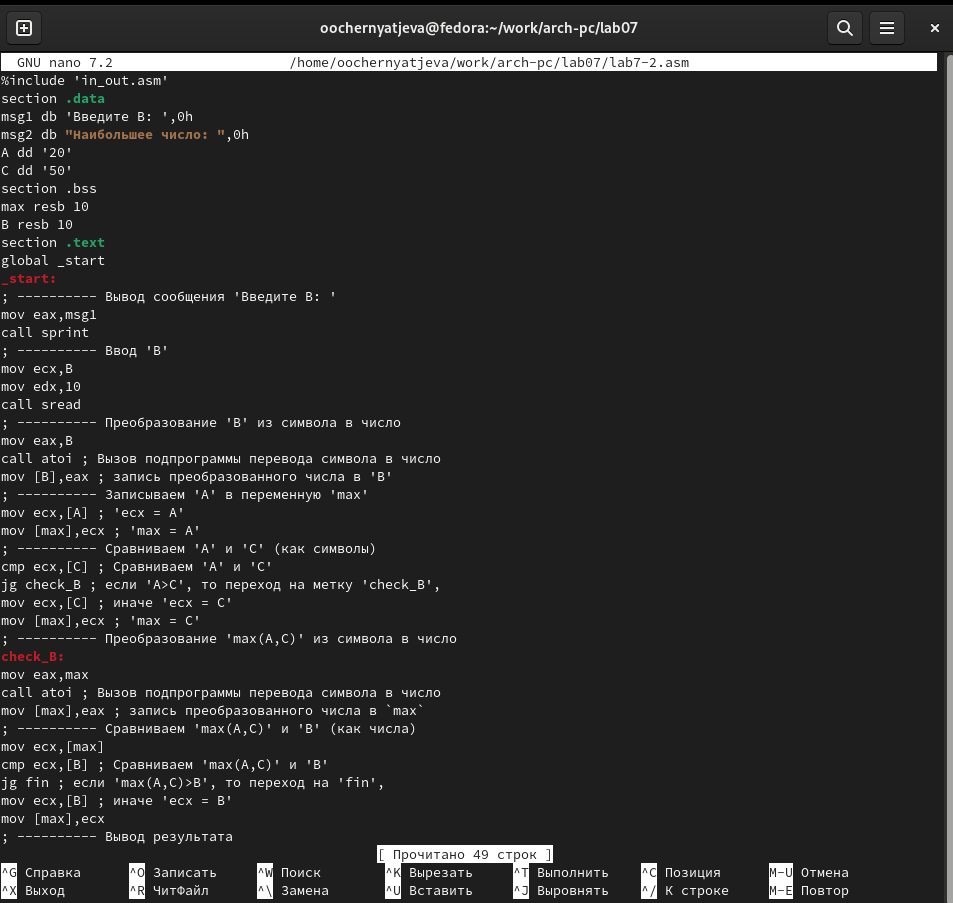 oochernyatjeva@fedora:~/work/arch-pc/lab07
GNU nano 7.2 /home/oochernyatjeva/work/arch-pc/lab07/lab7-2.asm
%include 'in_out.asm'
section .data
msg1 db 'Введите B: ',0h
msg2 db "Наибольшее число: ",0h
A dd '20'
C dd '50'
section .bss
max resb 10
B resb 10
section .text
global _start
_start:
; ---------- Вывод сообщения 'Введите B: '
mov eax,msg1
call sprint
; ---------- Ввод 'B'
mov ecx,B
mov edx,10
call sread
; ---------- Преобразование 'B' из символа в число
mov eax,B
call atoi ; Вызов подпрограммы перевода символа в число
mov [B],eax ; запись преобразованного числа в 'B'
; ---------- Записываем 'A' в переменную 'max'
mov ecx,[A] ; 'ecx = A'
mov [max],ecx ; 'max = A'
; ---------- Сравниваем 'A' и 'С' (как символы)
cmp ecx,[C] ; Сравниваем 'A' и 'С'
jg check_B ; если 'A>C', то переход на метку 'check_B',
mov ecx,[C] ; иначе 'ecx = C'
mov [max],ecx ; 'max = C'
; ---------- Преобразование 'max(A,C)' из символа в число
check_B:
mov eax,max
call atoi ; Вызов подпрограммы перевода символа в число
mov [max],eax ; запись преобразованного числа в `max`
; ---------- Сравниваем 'max(A,C)' и 'B' (как числа)
mov ecx,[max]
cmp ecx,[B] ; Сравниваем 'max(A,C)' и 'B'
jg fin ; если 'max(A,C)>B', то переход на 'fin',
mov ecx,[B] ; иначе 'ecx = B'
mov [max],ecx
; ---------- Вывод результата
[ Прочитано 49 строк ]
^G Справка ^O Записать ^W Поиск ^K Вырезать ^T Выполнить ^C Позиция M-U Отмена
^X Выход ^R ЧитФайл ^\ Замена ^U Вставить ^J Выровнять ^/ К строке M-E Повтор